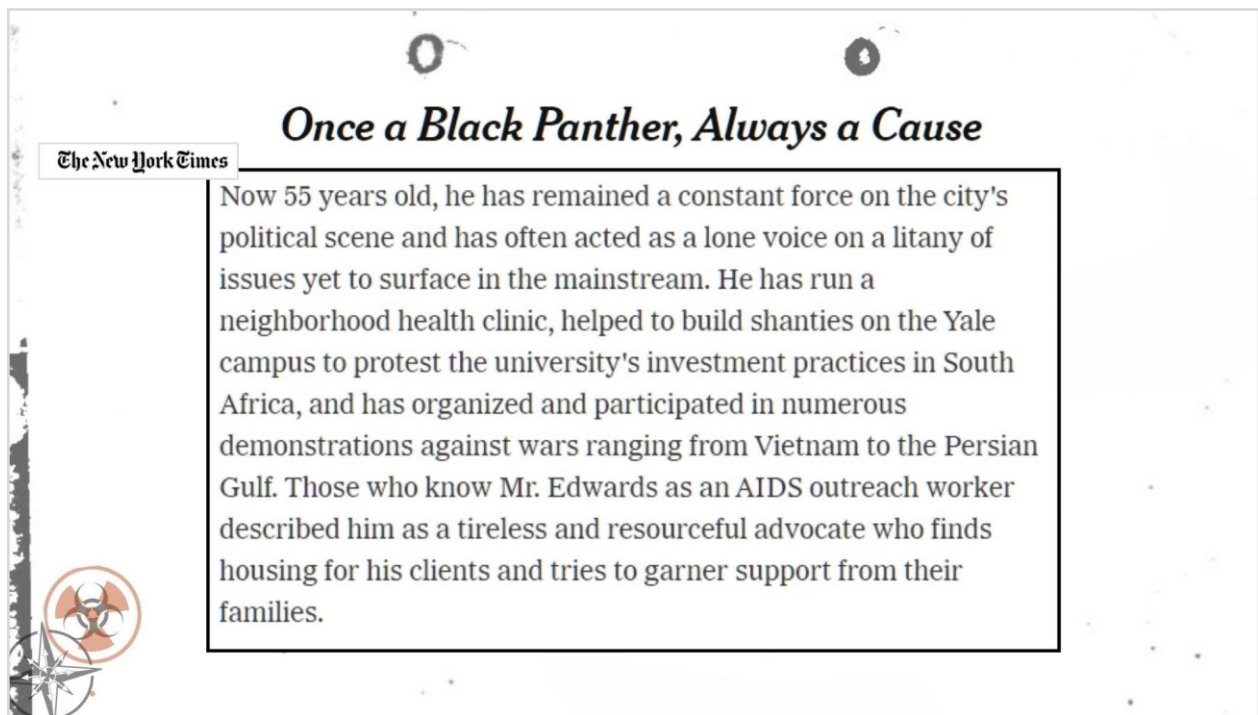 Once a Black Panther, Always a Cause
The New York Times
Now 55 years old, he has remained a constant force on the city's
political scene and has often acted as a lone voice on a litany of
issues yet to surface in the mainstream. He has run a
neighborhood health clinic, helped to build shanties on the Yale
campus to protest the university's investment practices in South
Africa, and has organized and participated in numerous
demonstrations against wars ranging from Vietnam to the Persian
Gulf. Those who know Mr. Edwards as an AIDS outreach worker
described him as a tireless and resourceful advocate who finds
housing for his clients and tries to garner support from their
families.